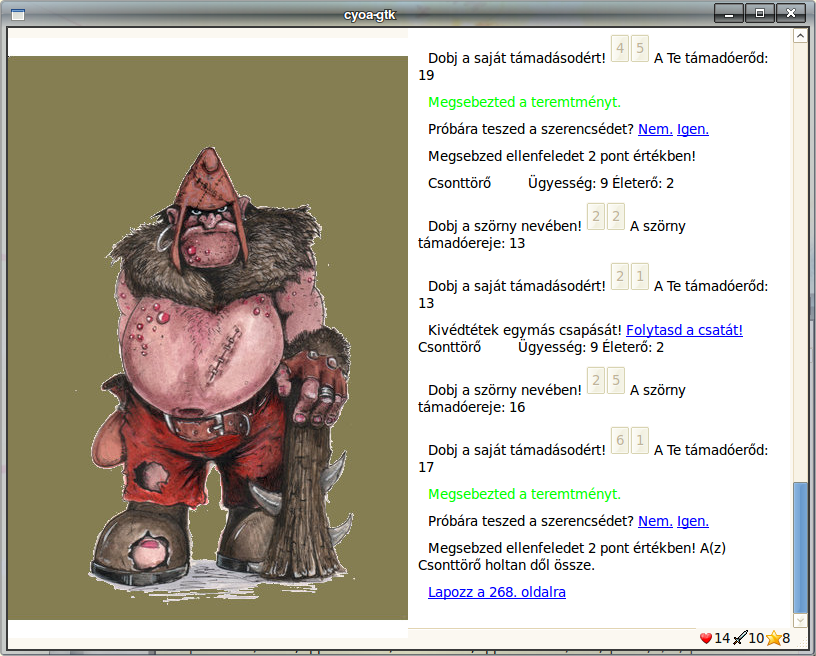 cyoa-gtk
Dobj a saját támadásodért! 4 5 A Te támadóerőd:
19
Megsebezted a teremtményt.
Próbára teszed a szerencsédet? Nem. Igen.
Megsebzed ellenfeledet 2 pont értékben!
Csonttörő Ügyesség: 9 Életerő: 2
Dobj a szörny nevében! 2 2 A szörny
támadóereje: 13
Dobj a saját támadásodért! 2 1 A Te támadóerőd:
13
Kivédtétek egymás csapását! Folytasd a csatát!
Csonttörő Ügyesség: 9 Életerő: 2
Dobj a szörny nevében! 2 5 A szörny
támadóereje: 16
Dobj a saját támadásodért! 6 1 A Te támadóerőd:
17
Megsebezted a teremtményt.
Próbára teszed a szerencsédet? Nem. Igen.
Megsebzed ellenfeledet 2 pont értékben! A(z)
Csonttörő holtan dől össze.
Lapozz a 268. oldalra
14 10 8